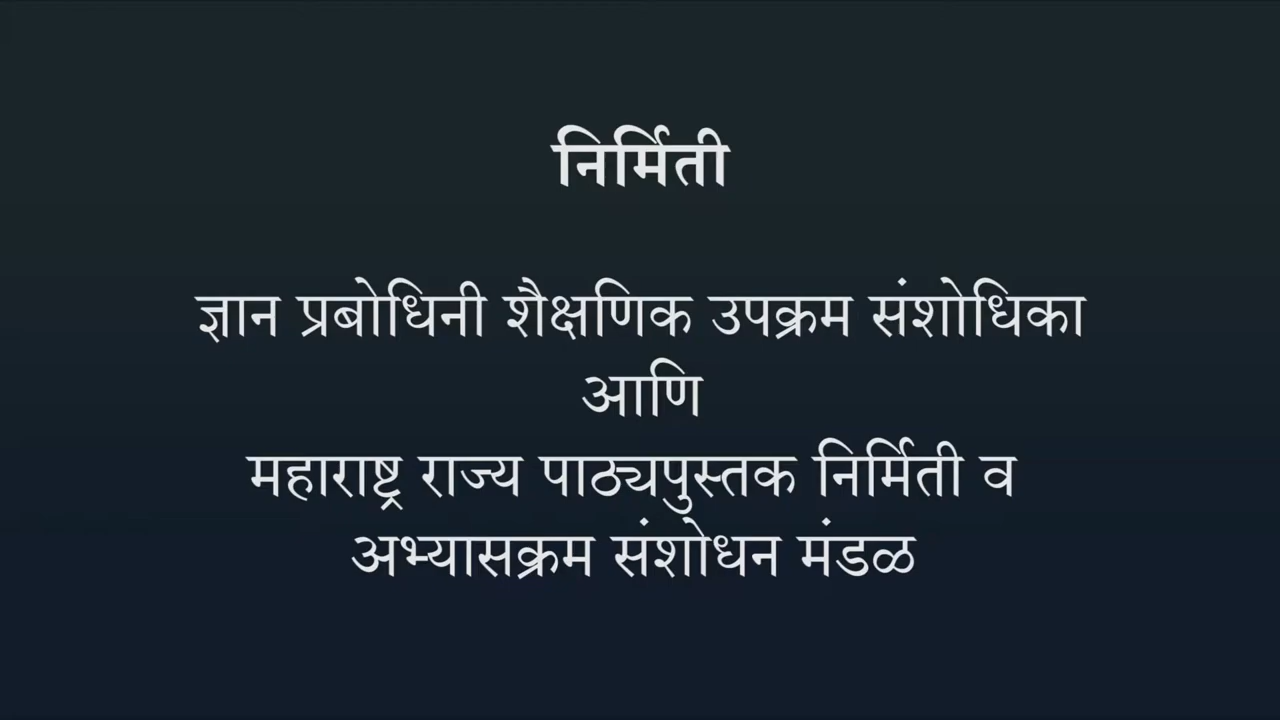 निर्मिती
ज्ञान प्रबोधिनी शैक्षणिक उपक्रम संशोधिका
आणि
महाराष्ट्र राज्य पाठ्यपुस्तक निर्मिती व
अभ्यासक्रम संशोधन मंडळ